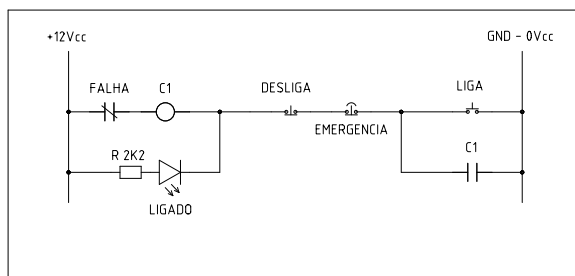 +12Vcc
GND - 0Vcc
FALHA
C1
DESLIGA
LIGA
EMERGENCIA
R 2K2
C1
LIGADO